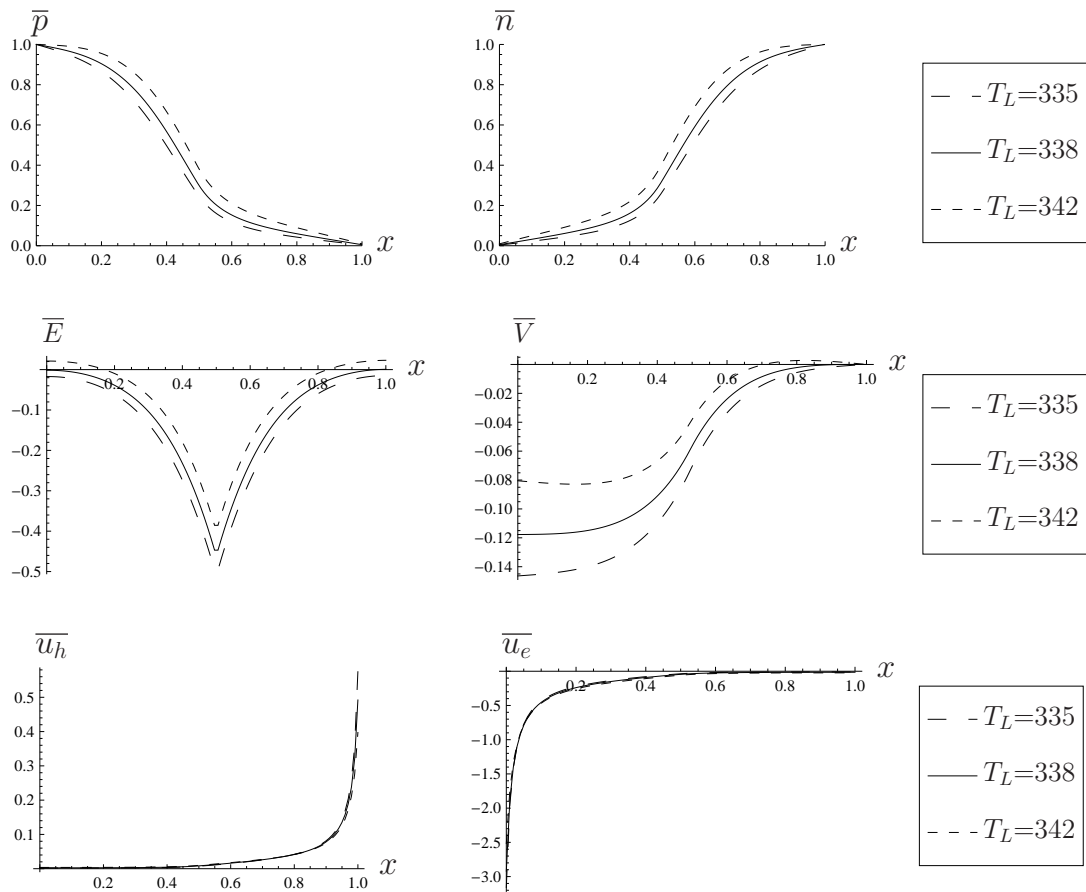 p̅
n̅
1.0
0.8
0.6
0.4
0.2
0.0
0.0 0.2 0.4 0.6 0.8 1.0
x
1.0
0.8
0.6
0.4
0.2
0.0
0.0 0.2 0.4 0.6 0.8 1.0
x
T_L=335
T_L=338
T_L=342
E̅
V̅
0.2 0.4 0.6 0.8 1.0
x
−0.1
−0.2
−0.3
−0.4
−0.5
0.2 0.4 0.6 0.8 1.0
x
−0.02
−0.04
−0.06
−0.08
−0.10
−0.12
−0.14
T_L=335
T_L=338
T_L=342
u̅_h
u̅_e
0.5
0.4
0.3
0.2
0.1
0.2 0.4 0.6 0.8 1.0
x
0.2 0.4 0.6 0.8 1.0
x
−0.5
−1.0
−1.5
−2.0
−2.5
−3.0
T_L=335
T_L=338
T_L=342